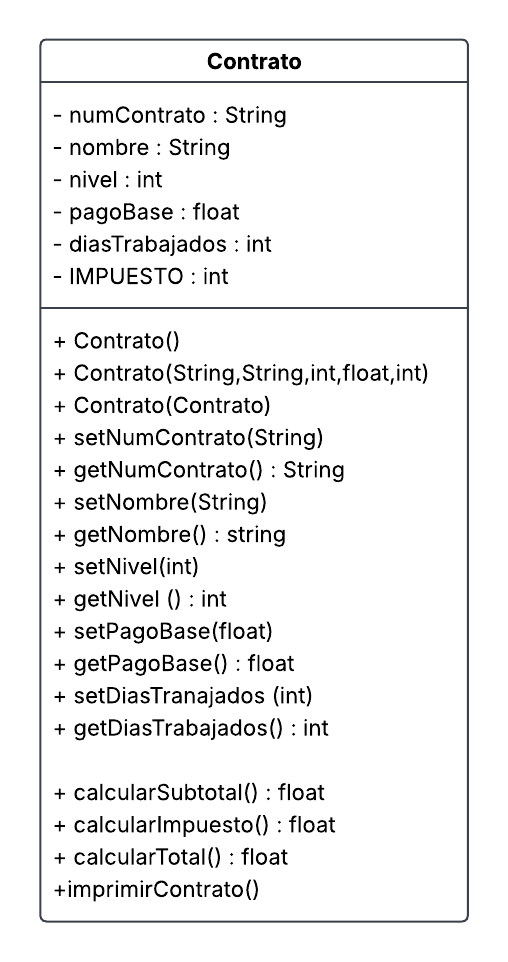 Contrato
- numContrato : String
- nombre : String
- nivel : int
- pagoBase : float
- diasTrabajados : int
- IMPUESTO : int
+ Contrato()
+ Contrato(String,String,int,float,int)
+ Contrato(Contrato)
+ setNumContrato(String)
+ getNumContrato() : String
+ setNombre(String)
+ getNombre() : string
+ setNivel(int)
+ getNivel () : int
+ setPagoBase(float)
+ getPagoBase() : float
+ setDiasTranajados (int)
+ getDiasTrabajados() : int
+ calcularSubtotal() : float
+ calcularImpuesto() : float
+ calcularTotal() : float
+imprimirContrato()